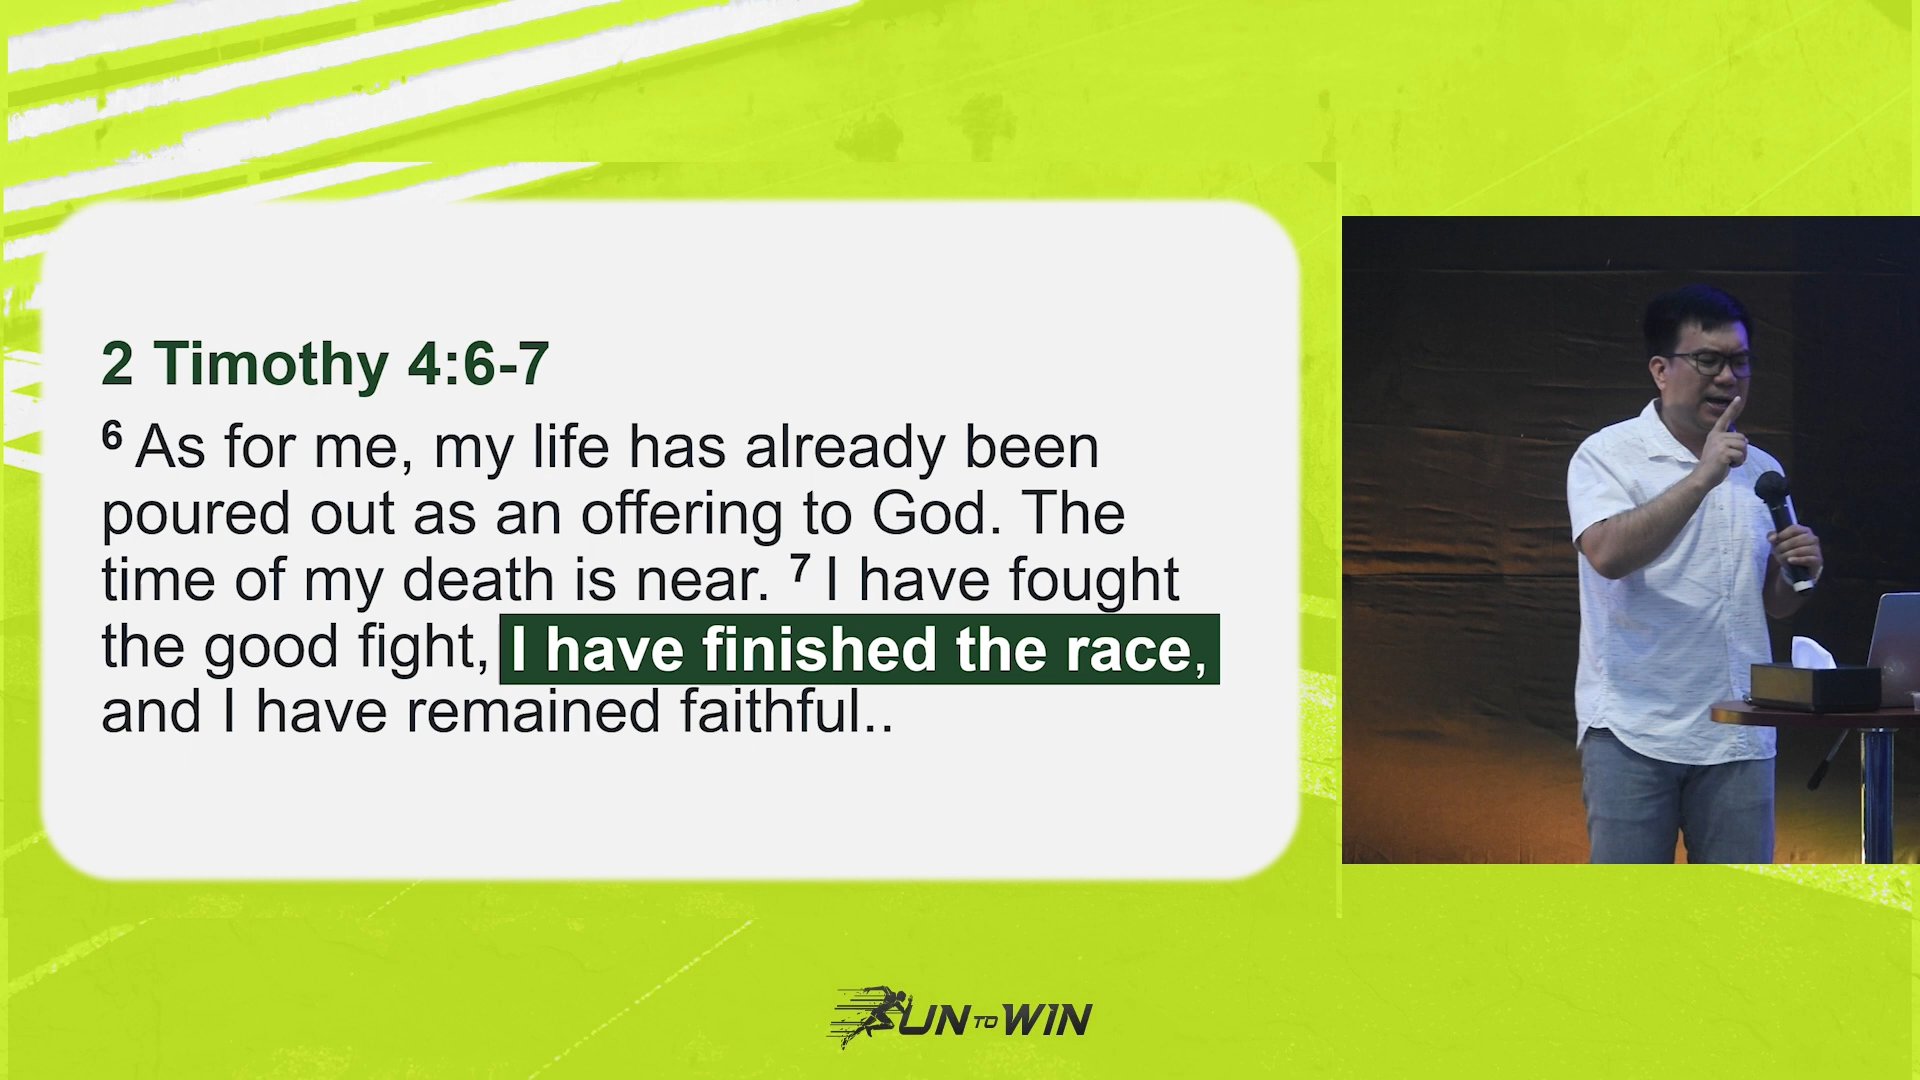 2 Timothy 4:6-7
6 As for me, my life has already been
poured out as an offering to God. The
time of my death is near. 7 I have fought
the good fight, I have finished the race,
and I have remained faithful..
RUN TO WIN